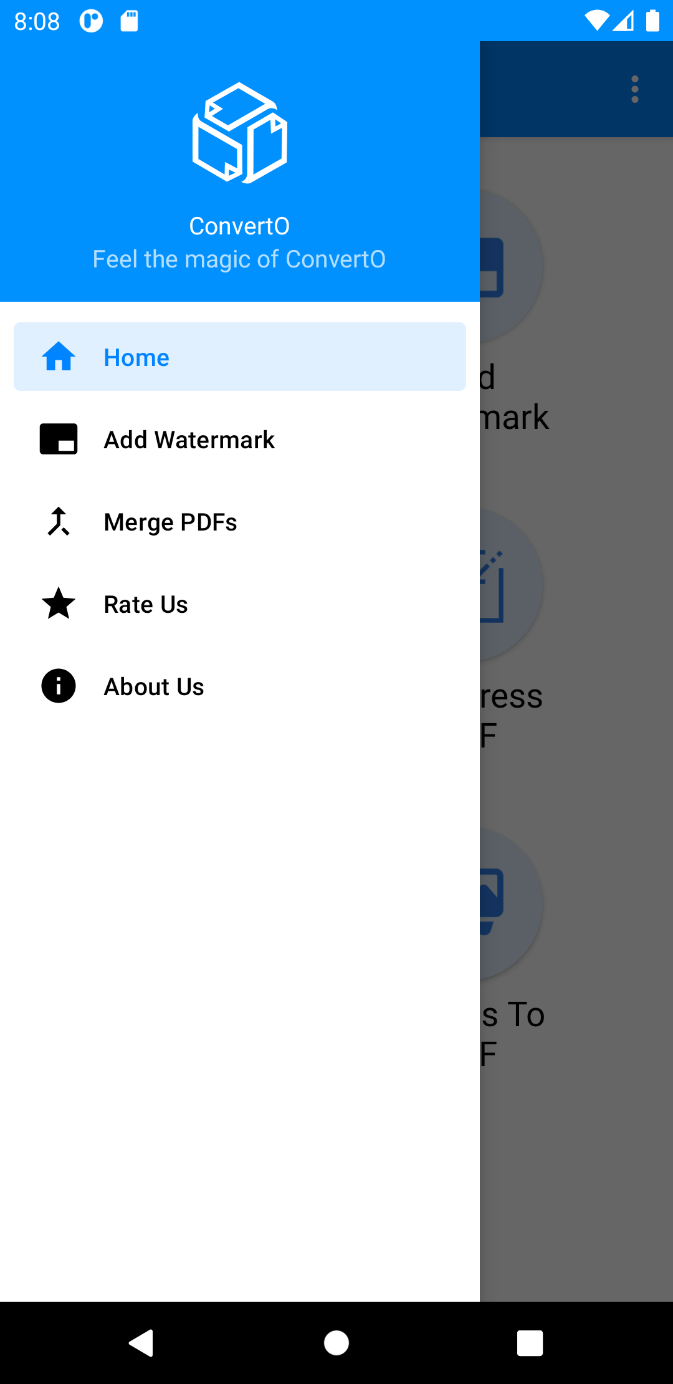 8:08
ConvertO
Feel the magic of ConvertO
Home
Add Watermark
Merge PDFs
Rate Us
About Us
d
mark
ress
F
s To
F